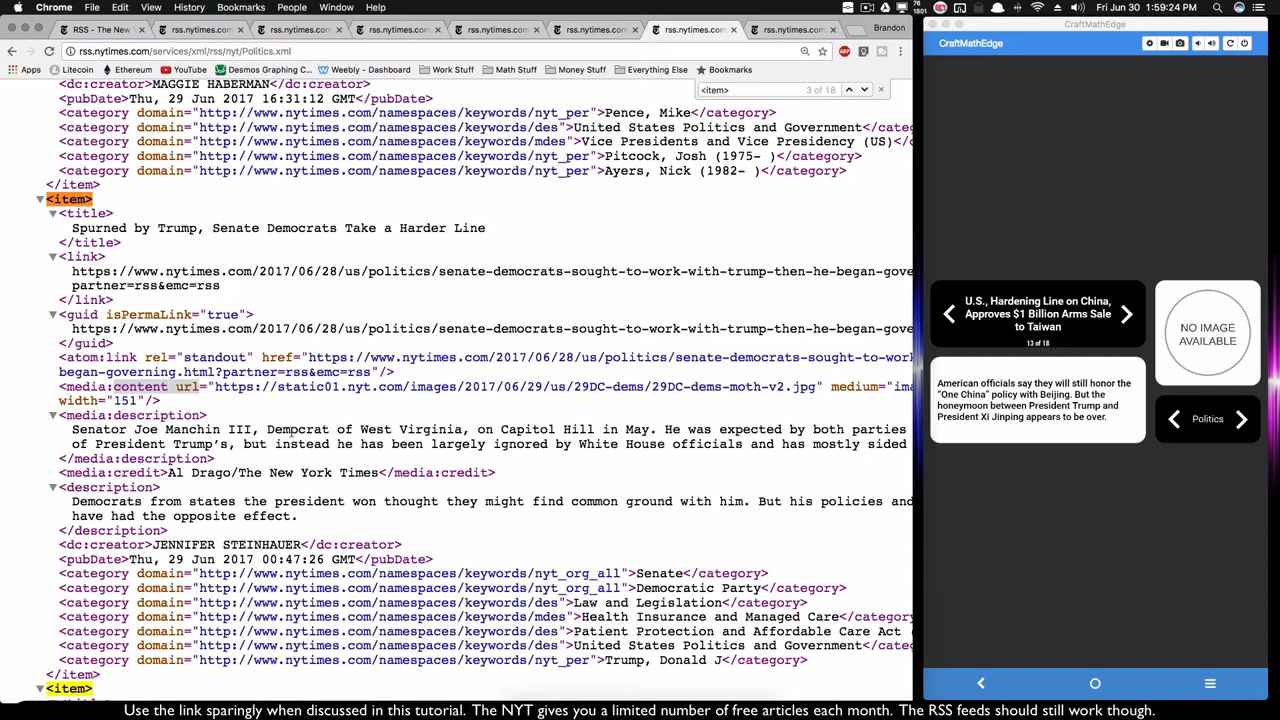 Chrome File Edit View History Bookmarks People Window Help
Fri Jun 30 1:59:24 PM
RSS - The New York
rss.nytimes.com/s
rss.nytimes.com/s
Brandon
rss.nytimes.com/services/xml/rss/nyt/Politics.xml
Apps Litecoin Ethereum YouTube Desmos Graphing C... Weebly - Dashboard Work Stuff Math Stuff Money Stuff Everything Else Bookmarks
<item> 3 of 18
<dc:creator>MAGGIE HABERMAN</dc:creator>
<pubDate>Thu, 29 Jun 2017 16:31:12 GMT</pubDate>
<category domain="http://www.nytimes.com/namespaces/keywords/nyt_per">Pence, Mike</category>
<category domain="http://www.nytimes.com/namespaces/keywords/des">United States Politics and Government</categ
<category domain="http://www.nytimes.com/namespaces/keywords/mdes">Vice Presidents and Vice Presidency (US)</
<category domain="http://www.nytimes.com/namespaces/keywords/nyt_per">Pitcock, Josh (1975- )</category>
<category domain="http://www.nytimes.com/namespaces/keywords/nyt_per">Ayers, Nick (1982- )</category>
</item>
<item>
<title>
Spurned by Trump, Senate Democrats Take a Harder Line
</title>
<link>
https://www.nytimes.com/2017/06/28/us/politics/senate-democrats-sought-to-work-with-trump-then-he-began-gove
partner=rss&emc=rss
</link>
<guid isPermaLink="true">
https://www.nytimes.com/2017/06/28/us/politics/senate-democrats-sought-to-work-with-trump-then-he-began-gove
</guid>
<atom:link rel="standout" href="https://www.nytimes.com/2017/06/28/us/politics/senate-democrats-sought-to-work
began-governing.html?partner=rss&emc=rss"/>
<media:content url="https://static01.nyt.com/images/2017/06/29/us/29DC-dems/29DC-dems-moth-v2.jpg" medium="ima
width="151"/>
<media:description>
Senator Joe Manchin III, Democrat of West Virginia, on Capitol Hill in May. He was expected by both parties
of President Trump's, but instead he has been largely ignored by White House officials and has mostly sided
</media:description>
<media:credit>Al Drago/The New York Times</media:credit>
<description>
Democrats from states the president won thought they might find common ground with him. But his policies and
have had the opposite effect.
</description>
<dc:creator>JENNIFER STEINHAUER</dc:creator>
<pubDate>Thu, 29 Jun 2017 00:47:26 GMT</pubDate>
<category domain="http://www.nytimes.com/namespaces/keywords/nyt_org_all">Senate</category>
<category domain="http://www.nytimes.com/namespaces/keywords/nyt_org_all">Democratic Party</category>
<category domain="http://www.nytimes.com/namespaces/keywords/des">Law and Legislation</category>
<category domain="http://www.nytimes.com/namespaces/keywords/mdes">Health Insurance and Managed Care</categor
<category domain="http://www.nytimes.com/namespaces/keywords/des">Patient Protection and Affordable Care Act (
<category domain="http://www.nytimes.com/namespaces/keywords/des">United States Politics and Government</categ
<category domain="http://www.nytimes.com/namespaces/keywords/nyt_per">Trump, Donald J</category>
</item>
<item>
CraftMathEdge
CraftMathEdge
U.S., Hardening Line on China,
Approves $1 Billion Arms Sale
to Taiwan
13 of 18
NO IMAGE
AVAILABLE
American officials say they will still honor the
"One China" policy with Beijing. But the
honeymoon between President Trump and
President Xi Jinping appears to be over.
Politics
Use the link sparingly when discussed in this tutorial. The NYT gives you a limited number of free articles each month. The RSS feeds should still work though.